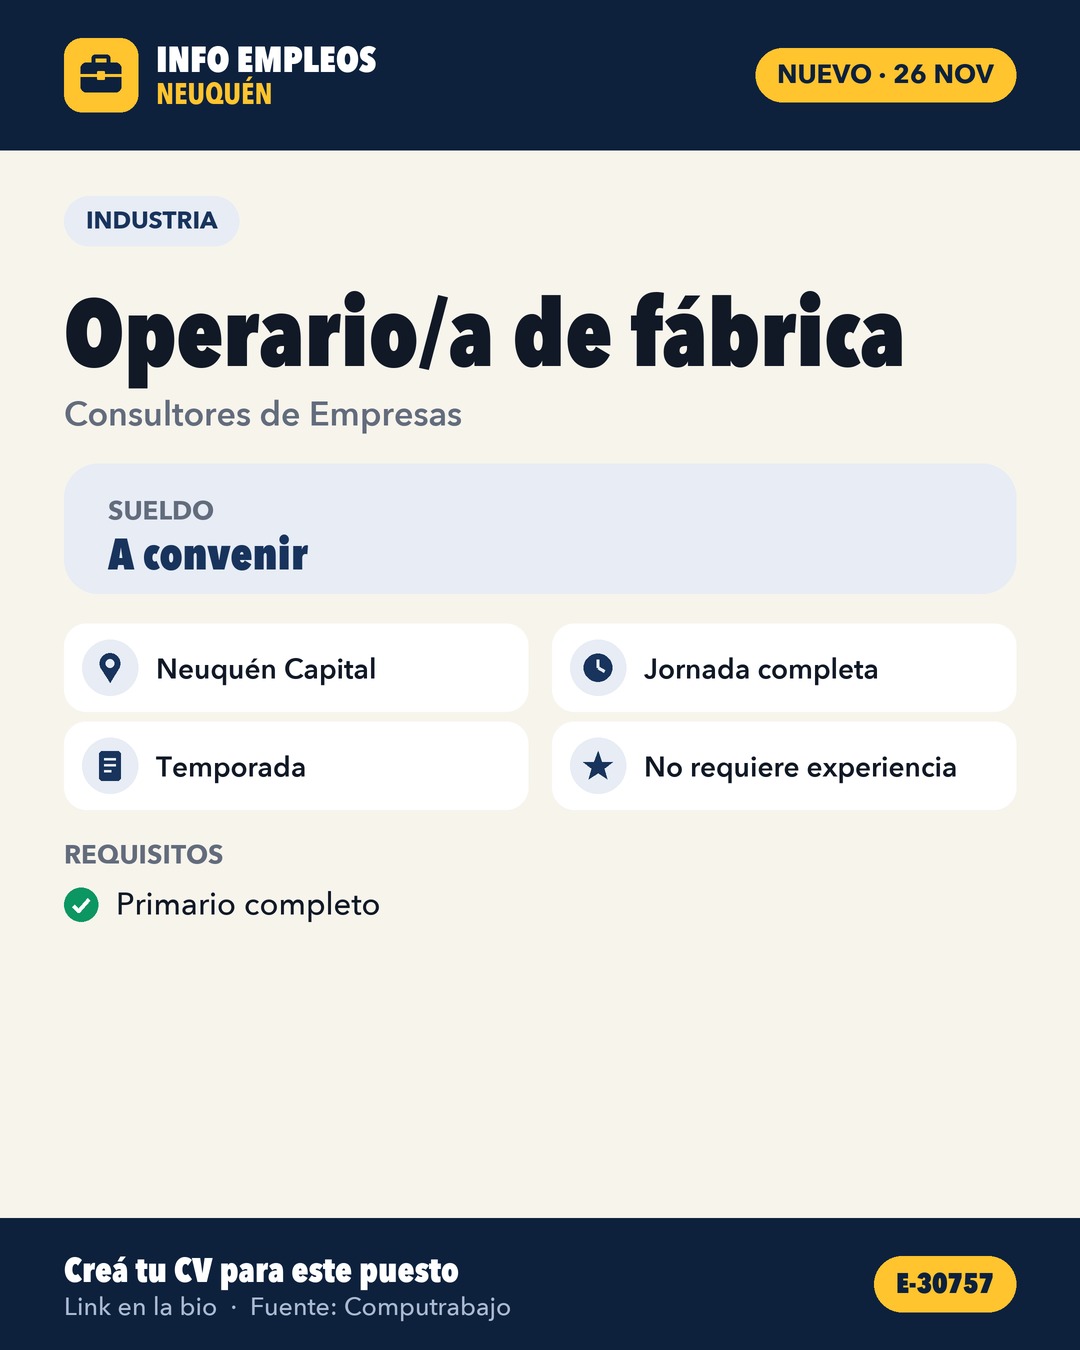 INFO EMPLEOS
NEUQUÉN
NUEVO · 26 NOV
INDUSTRIA
Operario/a de fábrica
Consultores de Empresas
SUELDO
A convenir
Neuquén Capital
Jornada completa
Temporada
No requiere experiencia
REQUISITOS
Primario completo
Creá tu CV para este puesto
Link en la bio · Fuente: Computrabajo
E-30757